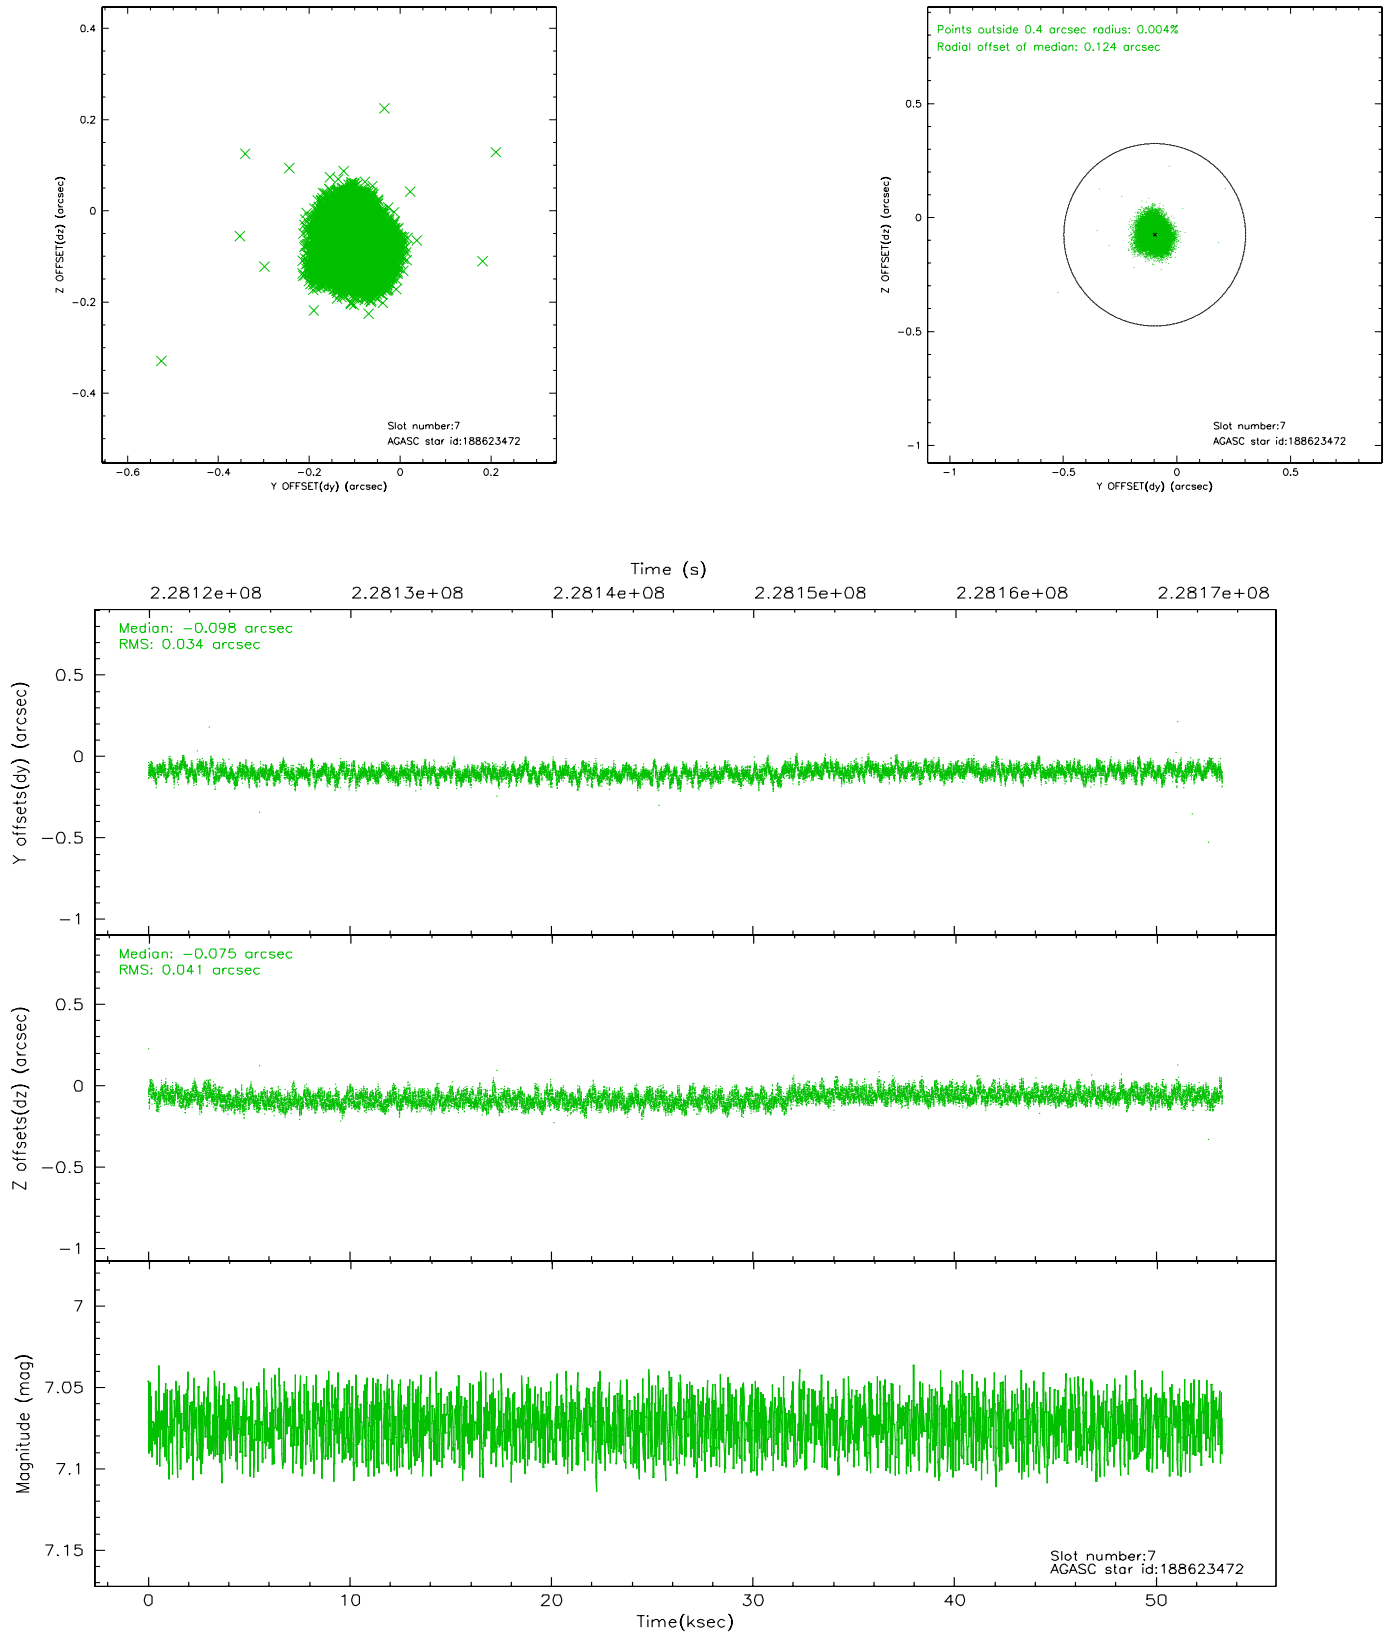 0.4
0.2
0
−0.2
−0.4
Z OFFSET(dz) (arcsec)
Slot number:7
AGASC star id:188623472
−0.6
−0.4
−0.2
0
0.2
Y OFFSET(dy) (arcsec)
Points outside 0.4 arcsec radius: 0.004%
Radial offset of median: 0.124 arcsec
0.5
0
−0.5
−1
Z OFFSET(dz) (arcsec)
Slot number:7
AGASC star id:188623472
−1
−0.5
0
0.5
Y OFFSET(dy) (arcsec)
Time (s)
2.2812e+08
2.2813e+08
2.2814e+08
2.2815e+08
2.2816e+08
2.2817e+08
Median: −0.098 arcsec
RMS: 0.034 arcsec
0.5
0
−0.5
−1
Y offsets(dy) (arcsec)
Median: −0.075 arcsec
RMS: 0.041 arcsec
0.5
0
−0.5
−1
Z offsets(dz) (arcsec)
7
7.05
7.1
7.15
Magnitude (mag)
Slot number:7
AGASC star id:188623472
0
10
20
30
40
50
Time(ksec)